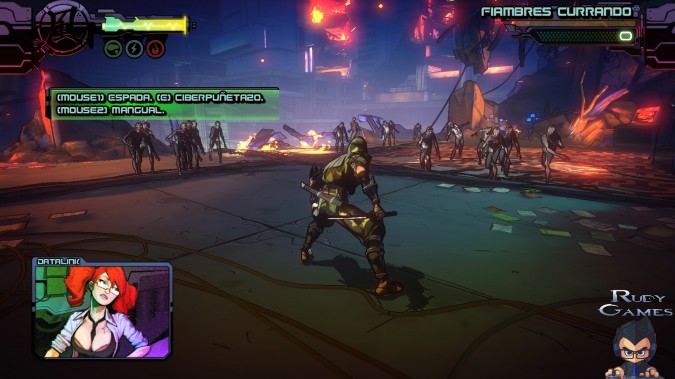 FIAMBRES CURRANDO
(MOUSE1) ESPADA. (E) CIBERPUÑETAZO.
(MOUSE2) MANGUAL.
DATALINK
RUDY
GAMES